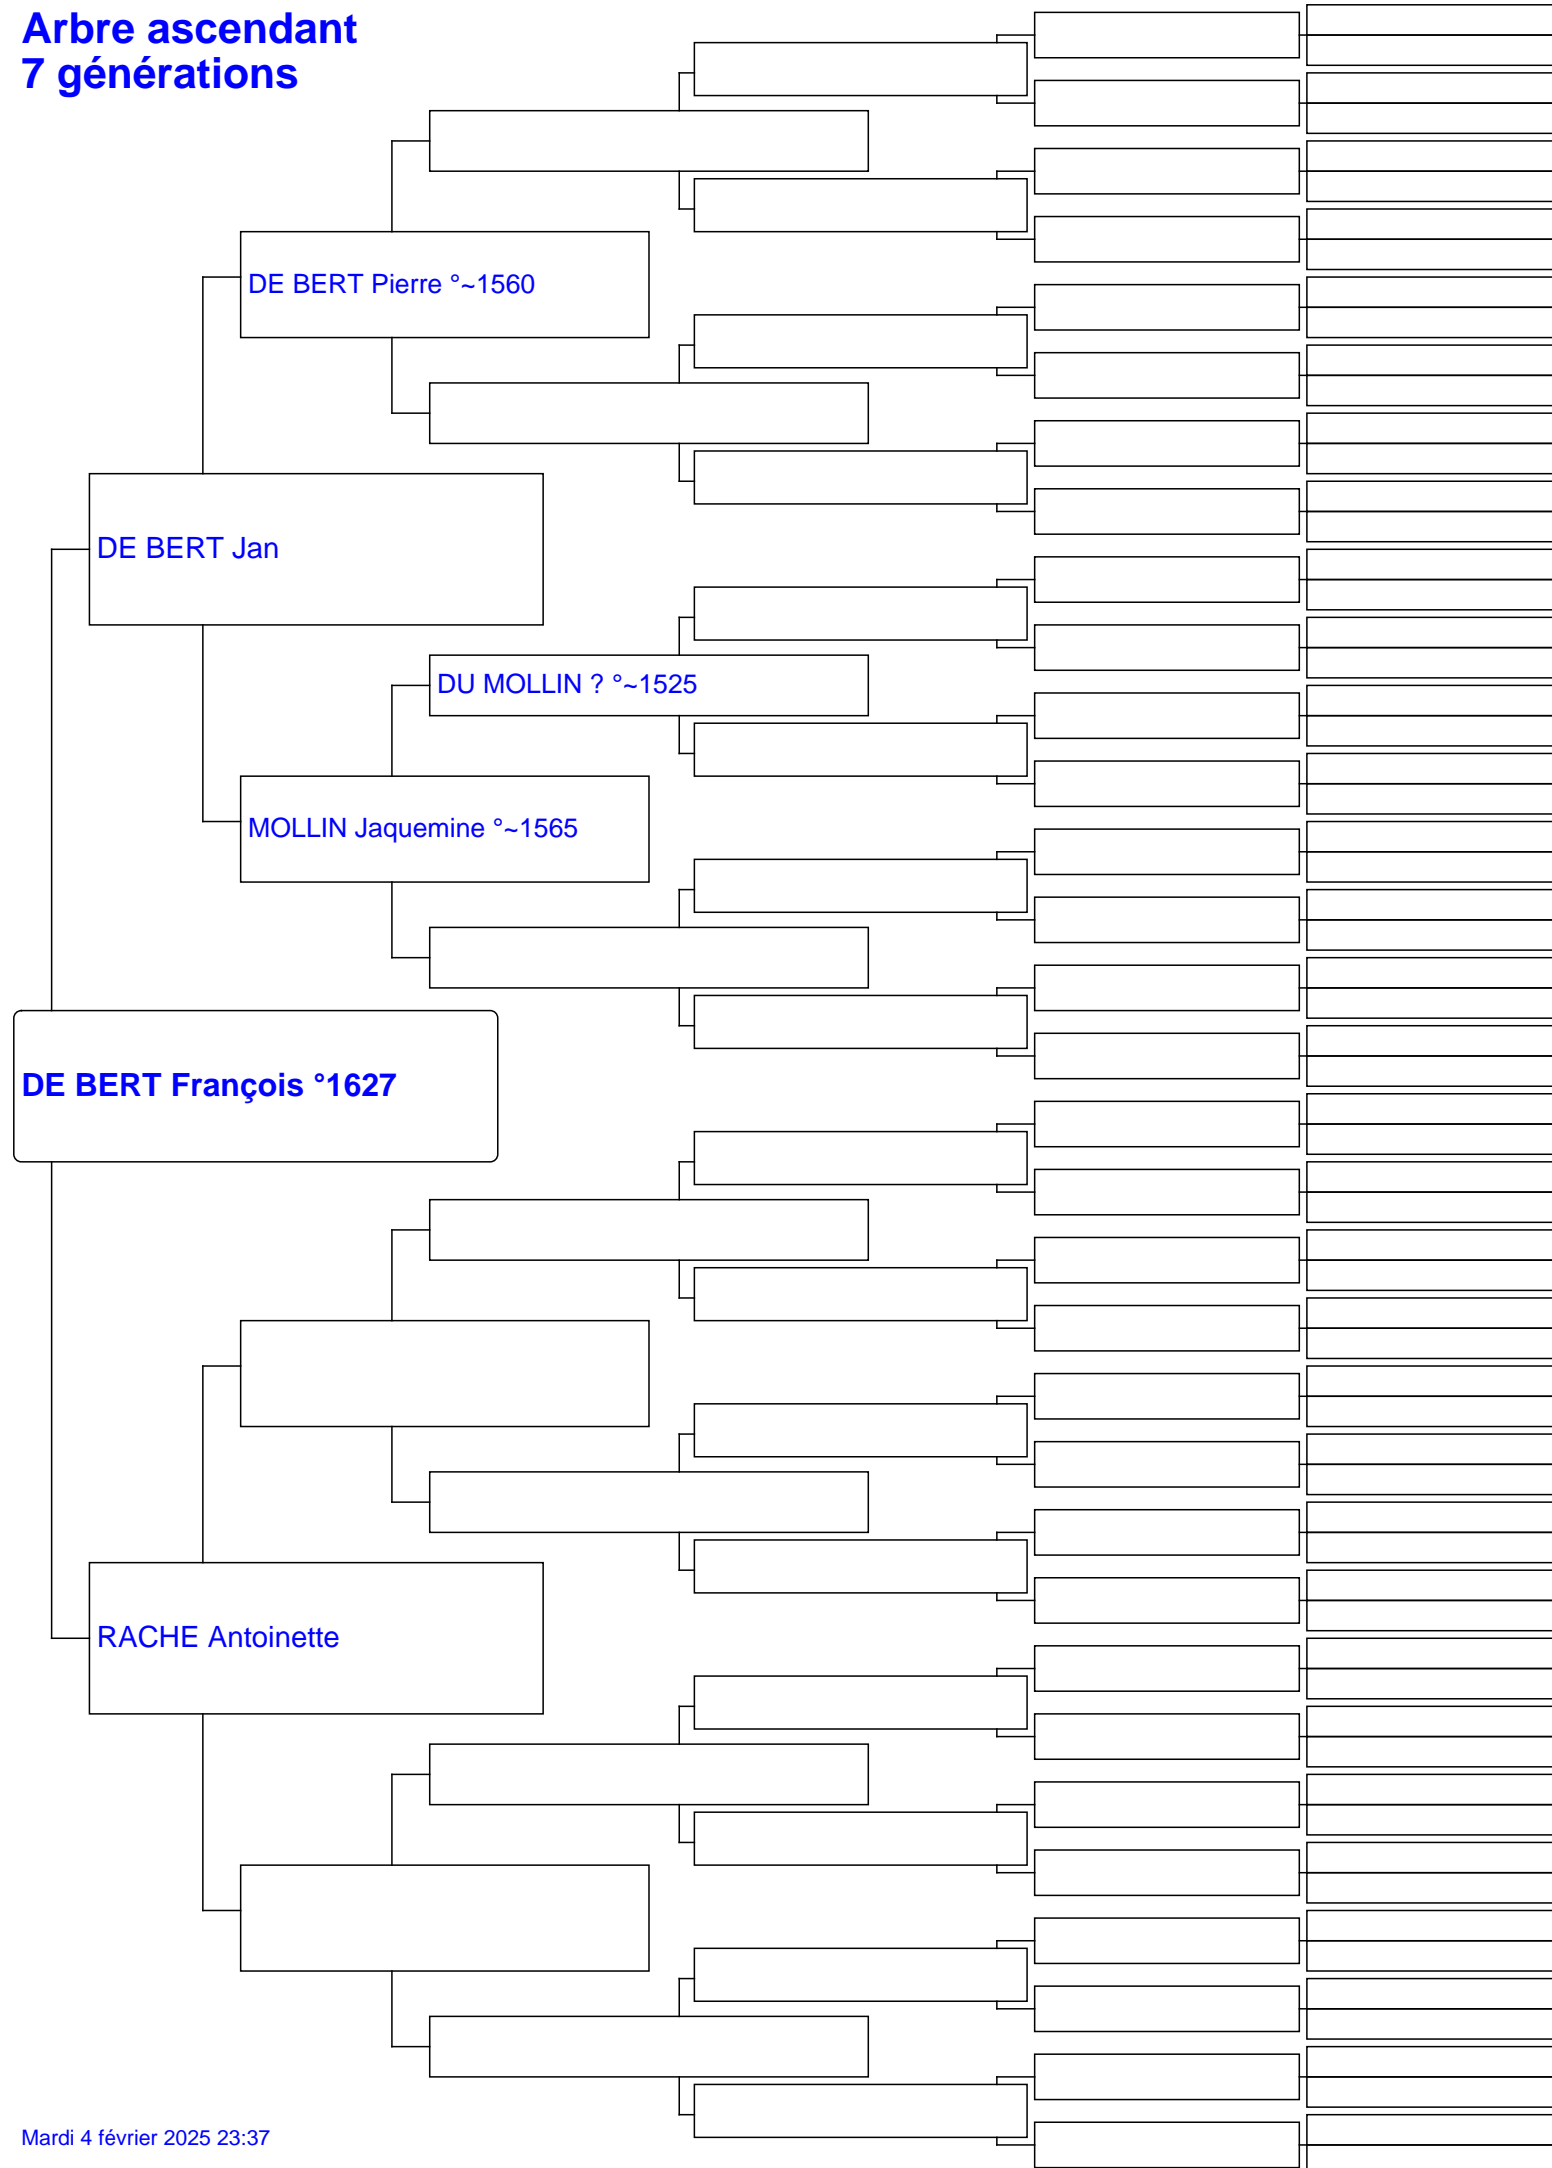 Arbre ascendant
7 générations
DE BERT Pierre °~1560
DE BERT Jan
DU MOLLIN ? °~1525
MOLLIN Jaquemine °~1565
DE BERT François °1627
RACHE Antoinette
Mardi 4 février 2025 23:37